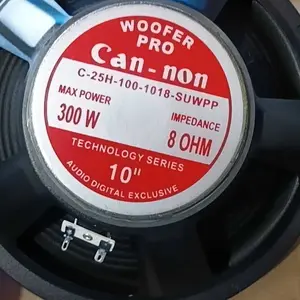 WOOFER
PRO
Can-non
C-25H-100-1018-SUWPP
MAX POWER
300 W
IMPEDANCE
8 OHM
TECHNOLOGY SERIES
10"
AUDIO DIGITAL EXCLUSIVE